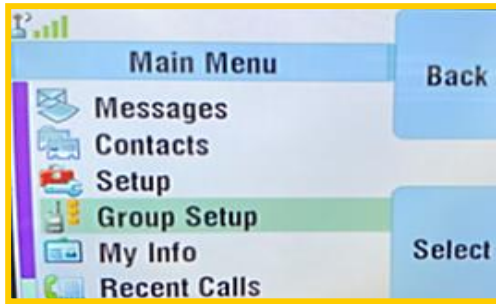 Main Menu
Back
Messages
Contacts
Setup
Group Setup
My Info
Select
Recent Calls